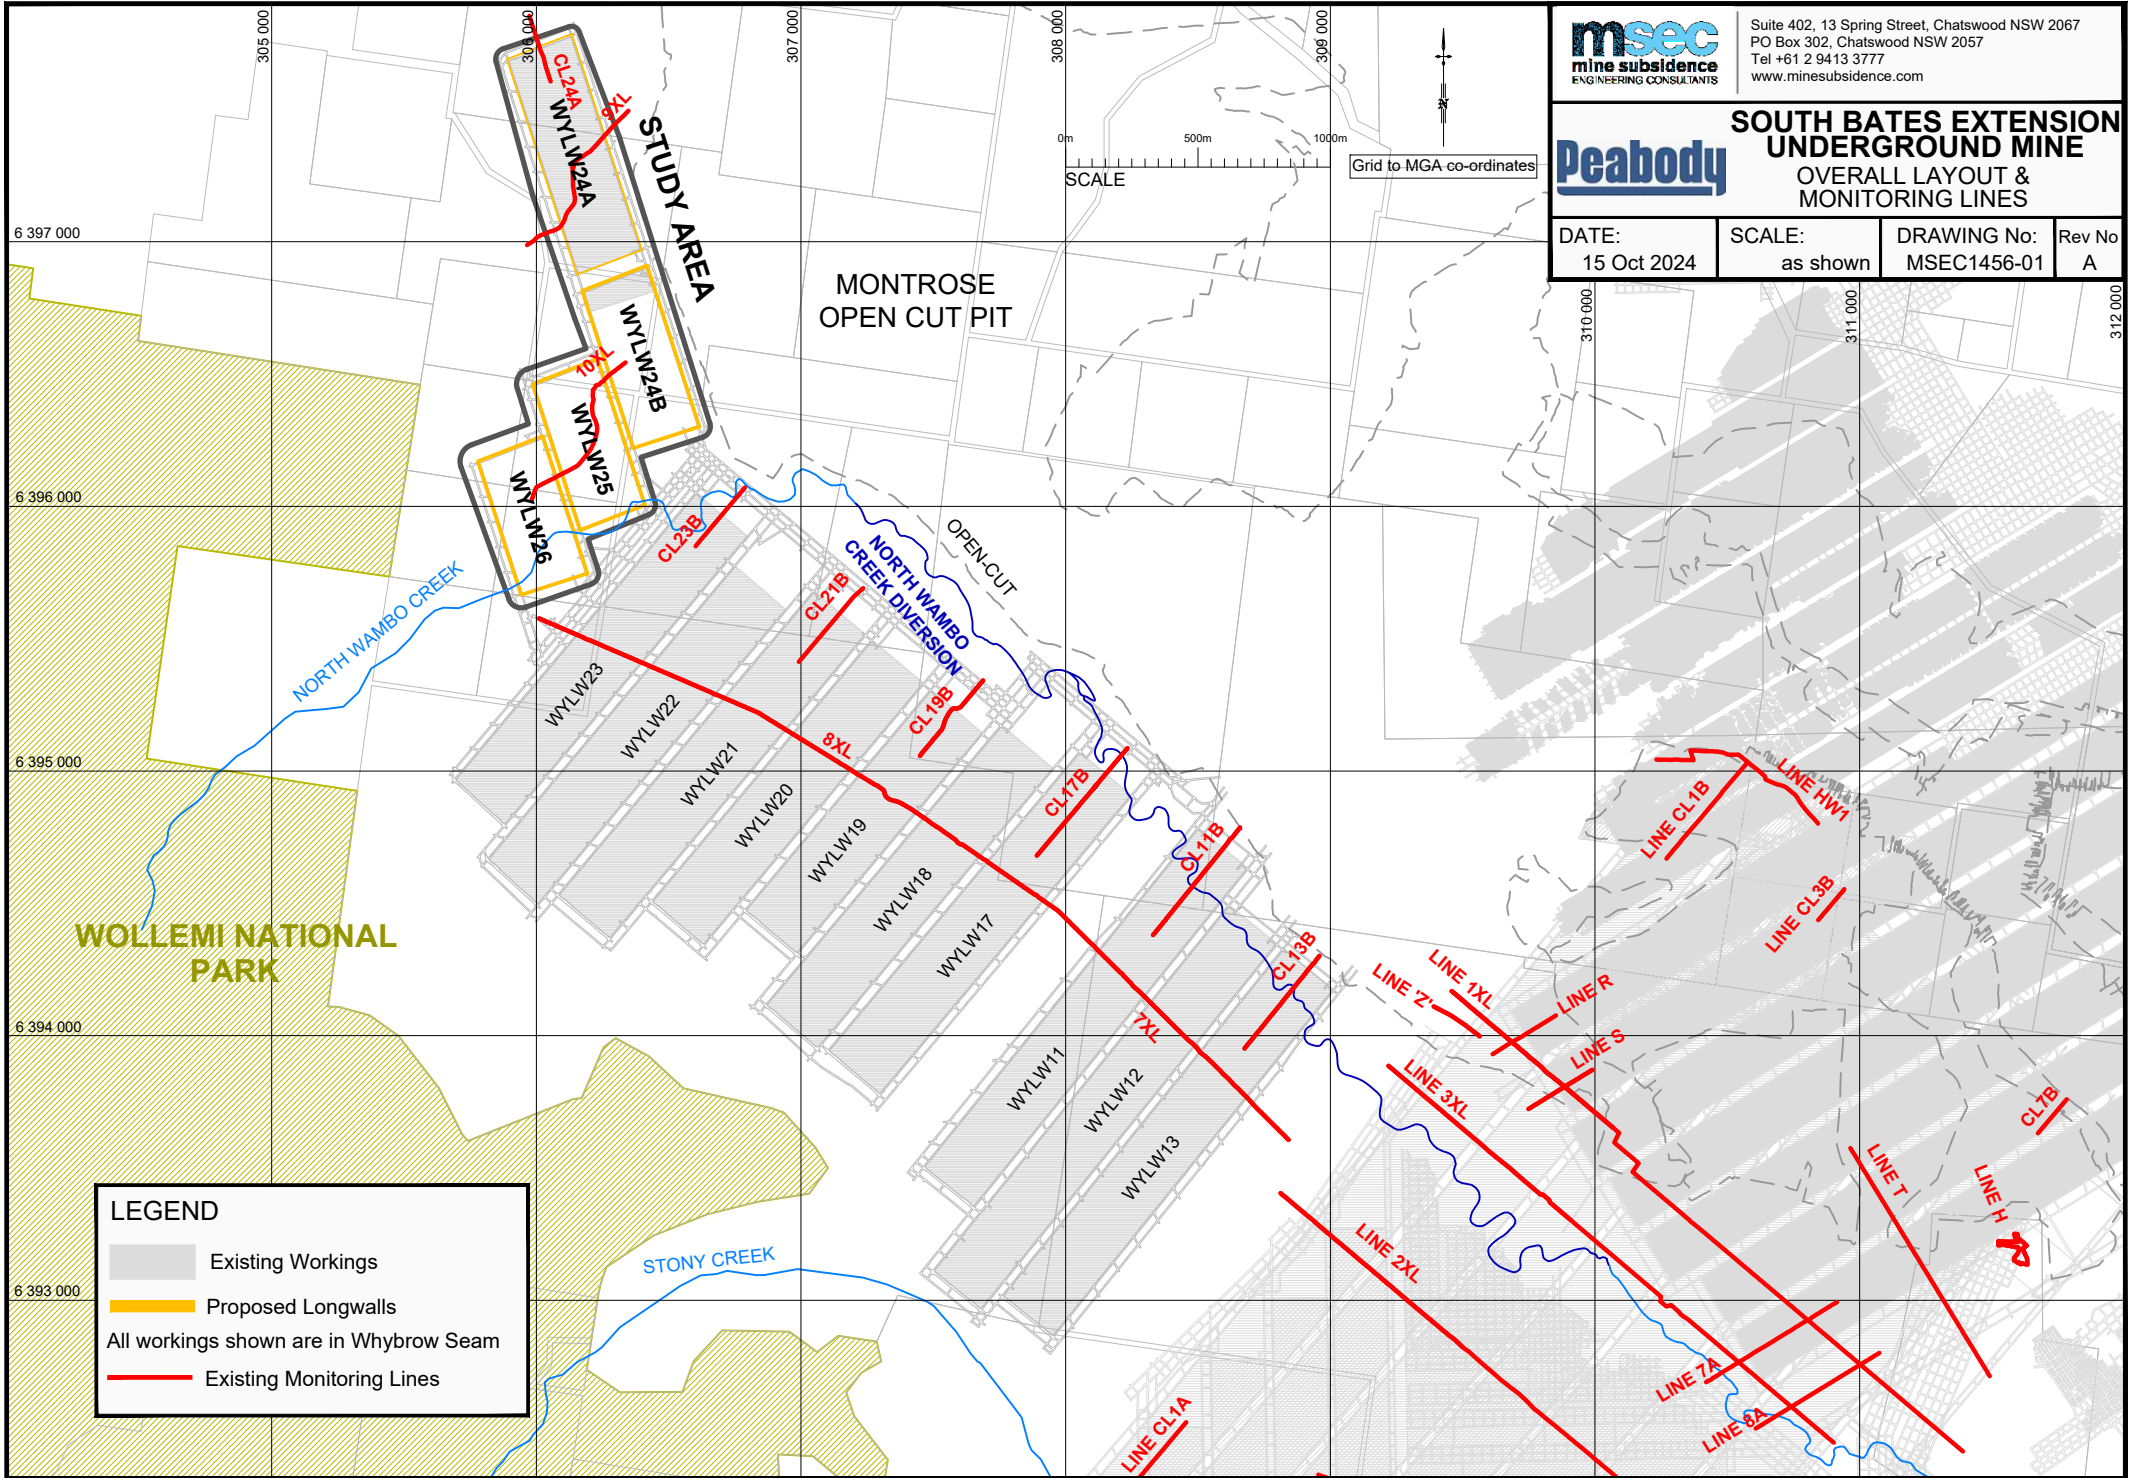 msec
mine subsidence
ENGINEERING CONSULTANTS
Suite 402, 13 Spring Street, Chatswood NSW 2067
PO Box 302, Chatswood NSW 2057
Tel +61 2 9413 3777
www.minesubsidence.com
Peabody
SOUTH BATES EXTENSION
UNDERGROUND MINE
OVERALL LAYOUT &
MONITORING LINES
DATE:
15 Oct 2024
SCALE:
as shown
DRAWING No:
MSEC1456-01
Rev No
A
305 000
306 000
307 000
308 000
309 000
310 000
311 000
312 000
6 397 000
6 396 000
6 395 000
6 394 000
6 393 000
0m
500m
1000m
SCALE
N
Grid to MGA co-ordinates
CL24A
9XL
WYLW24A
STUDY AREA
MONTROSE
OPEN CUT PIT
WYLW24B
10XL
WYLW25
WYLW26
NORTH WAMBO CREEK
CL23B
CL21B
NORTH WAMBO
CREEK DIVERSION
OPEN-CUT
CL19B
CL17B
CL11B
CL13B
WYLW23
WYLW22
WYLW21
WYLW20
WYLW19
WYLW18
WYLW17
WYLW11
WYLW12
WYLW13
8XL
7XL
WOLLEMI NATIONAL
PARK
STONY CREEK
LINE CL1B
LINE HW1
LINE CL3B
LINE 'Z'
LINE 1XL
LINE R
LINE S
LINE 3XL
LINE 2XL
CL7B
LINE T
LINE H
LINE 7A
LINE 8A
LINE CL1A
LEGEND
Existing Workings
Proposed Longwalls
All workings shown are in Whybrow Seam
Existing Monitoring Lines